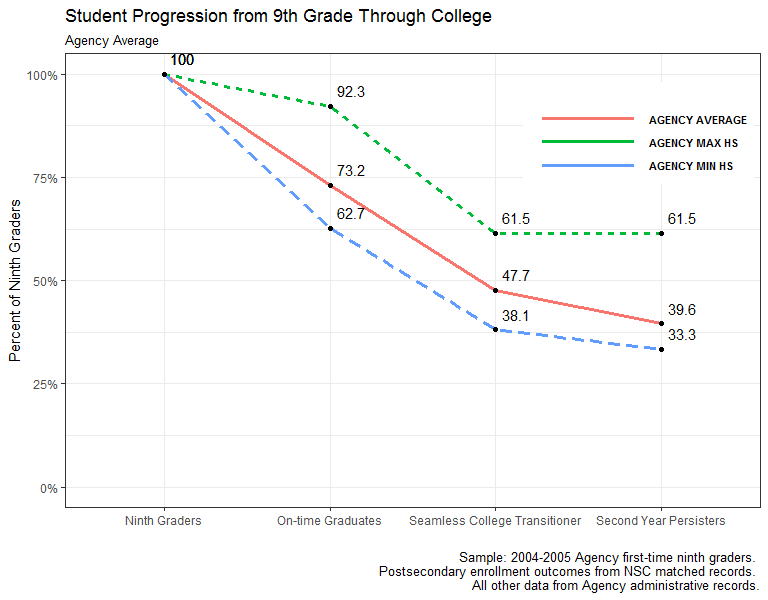 Student Progression from 9th Grade Through College
Agency Average
100
100%
92.3
AGENCY AVERAGE
AGENCY MAX HS
AGENCY MIN HS
75%
73.2
62.7
61.5
61.5
Percent of Ninth Graders
50%
47.7
39.6
38.1
33.3
25%
0%
Ninth Graders
On-time Graduates
Seamless College Transitioner
Second Year Persisters
Sample: 2004-2005 Agency first-time ninth graders.
Postsecondary enrollment outcomes from NSC matched records.
All other data from Agency administrative records.